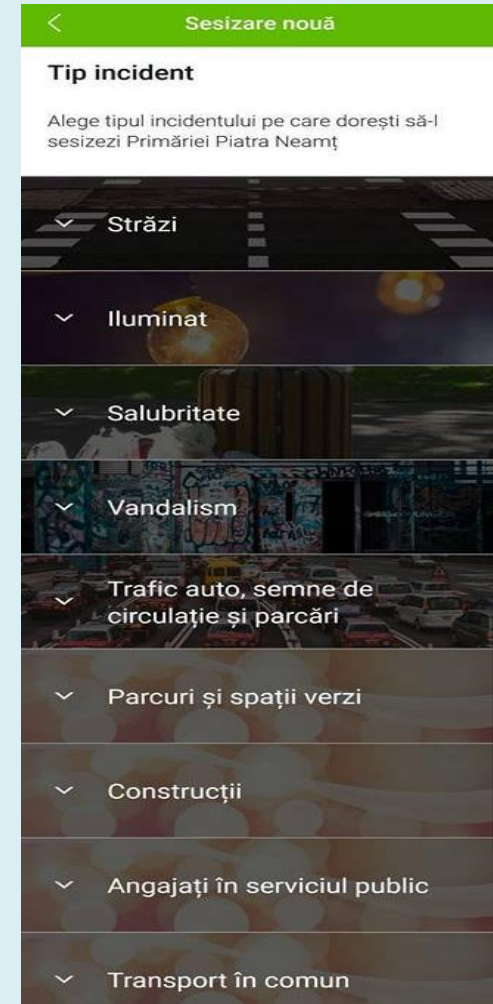 Sesizare nouă
Tip incident
Alege tipul incidentului pe care dorești să-l
sesizezi Primăriei Piatra Neamț
Străzi
Iluminat
Salubritate
Vandalism
Trafic auto, semne de
circulație și parcări
Parcuri și spații verzi
Construcții
Angajați în serviciul public
Transport în comun